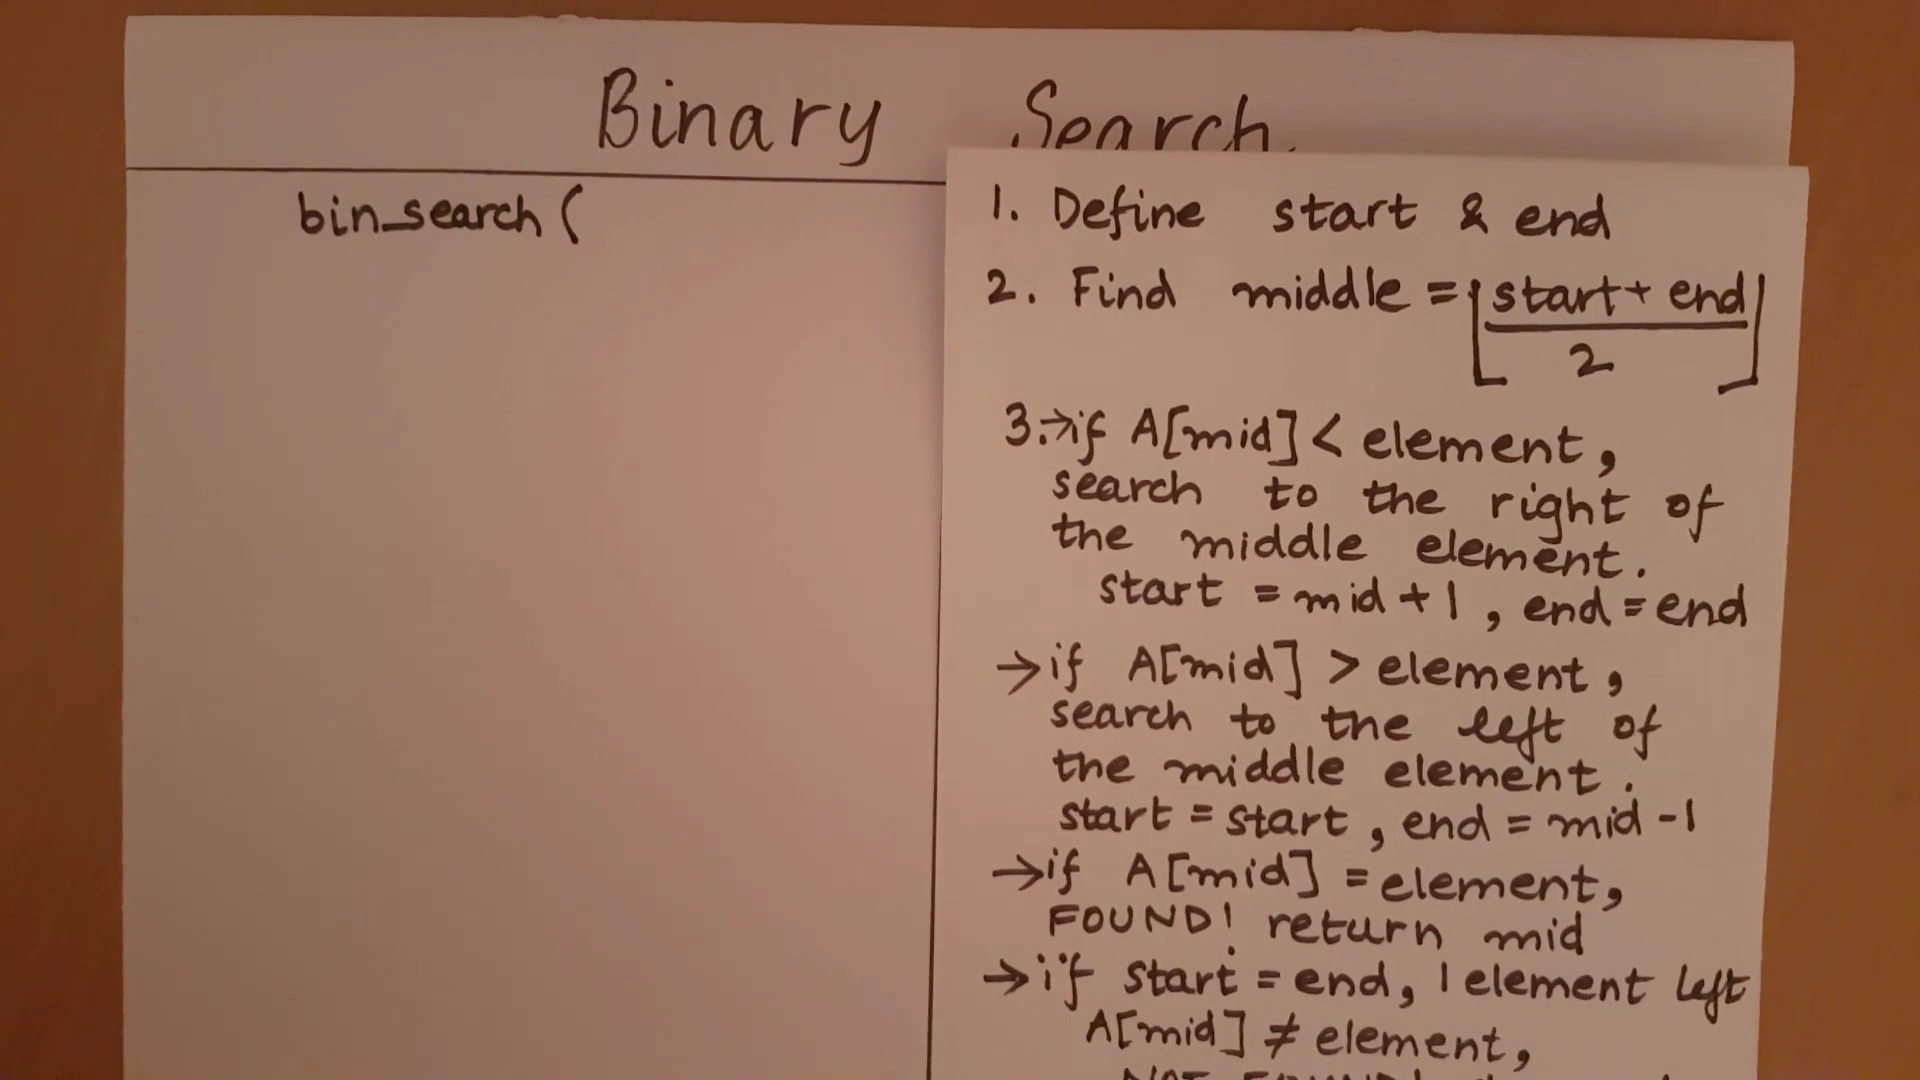 Binary Search
bin_search (
1. Define start & end
2. Find middle = ⌊start + end
2⌋
3. → if A[mid] < element,
search to the right of
the middle element.
start = mid + 1, end = end
→ if A[mid] > element,
search to the left of
the middle element.
start = start, end = mid - 1
→ if A[mid] = element,
FOUND! return mid
→ if start = end, 1 element left
A[mid] ≠ element,
NOT FOUND!